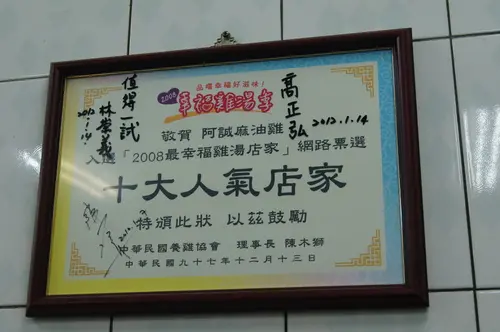 品嚐幸福好滋味!
2008
幸福雞湯季
敬賀 阿誠麻油雞
入選「2008最幸福雞湯店家」網路票選
十大人氣店家
特頒此狀 以茲鼓勵
中華民國養雞協會 理事長 陳木獅
中華民國九十七年十二月十三日
值得一試
林榮義
高正弘
2012.1.14